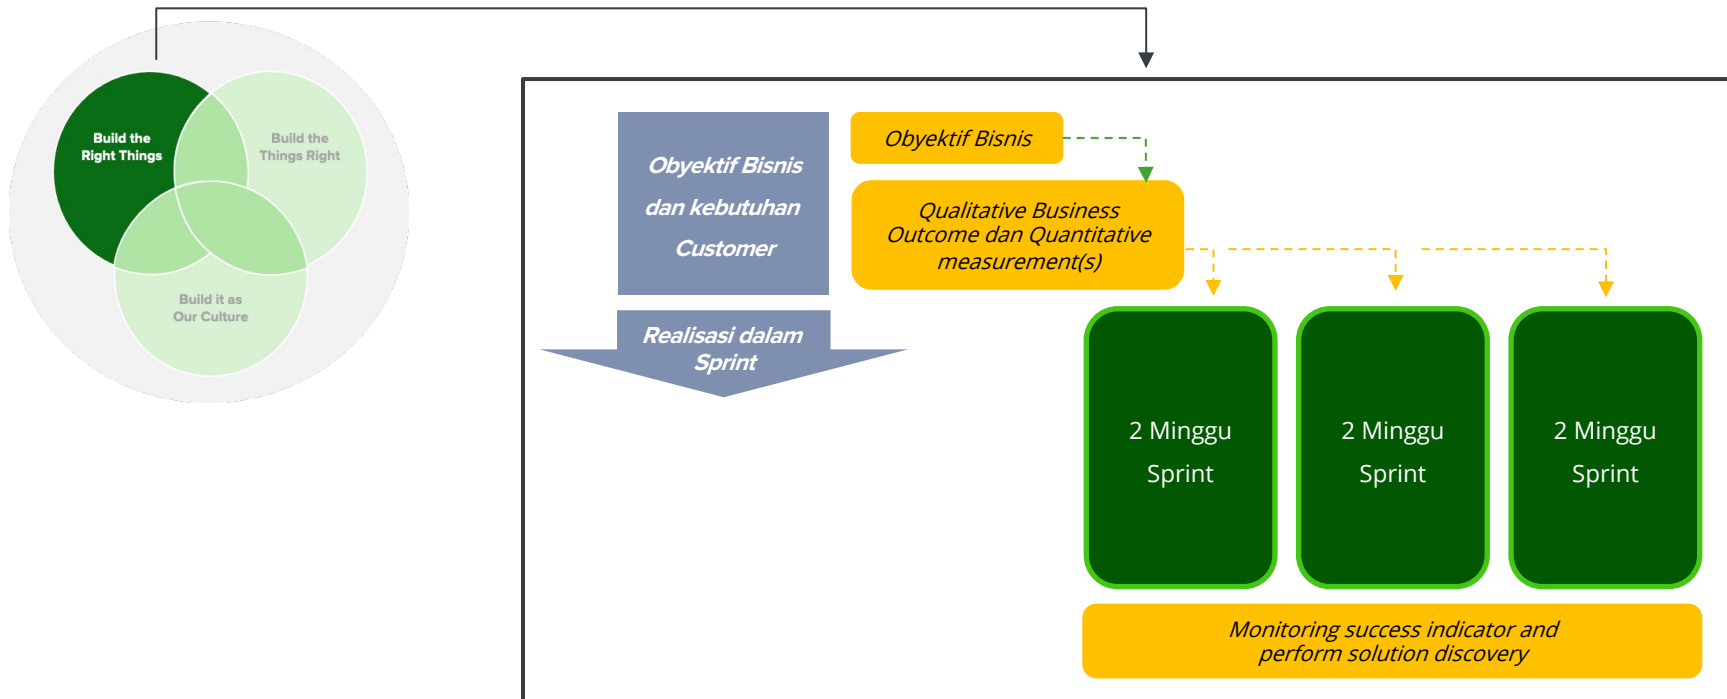 Build the
Right Things
Build the
Things Right
Build it as
Our Culture
Obyektif Bisnis
dan kebutuhan
Customer
Realisasi dalam
Sprint
Obyektif Bisnis
Qualitative Business
Outcome dan Quantitative
measurement(s)
2 Minggu
Sprint
2 Minggu
Sprint
2 Minggu
Sprint
Monitoring success indicator and
perform solution discovery